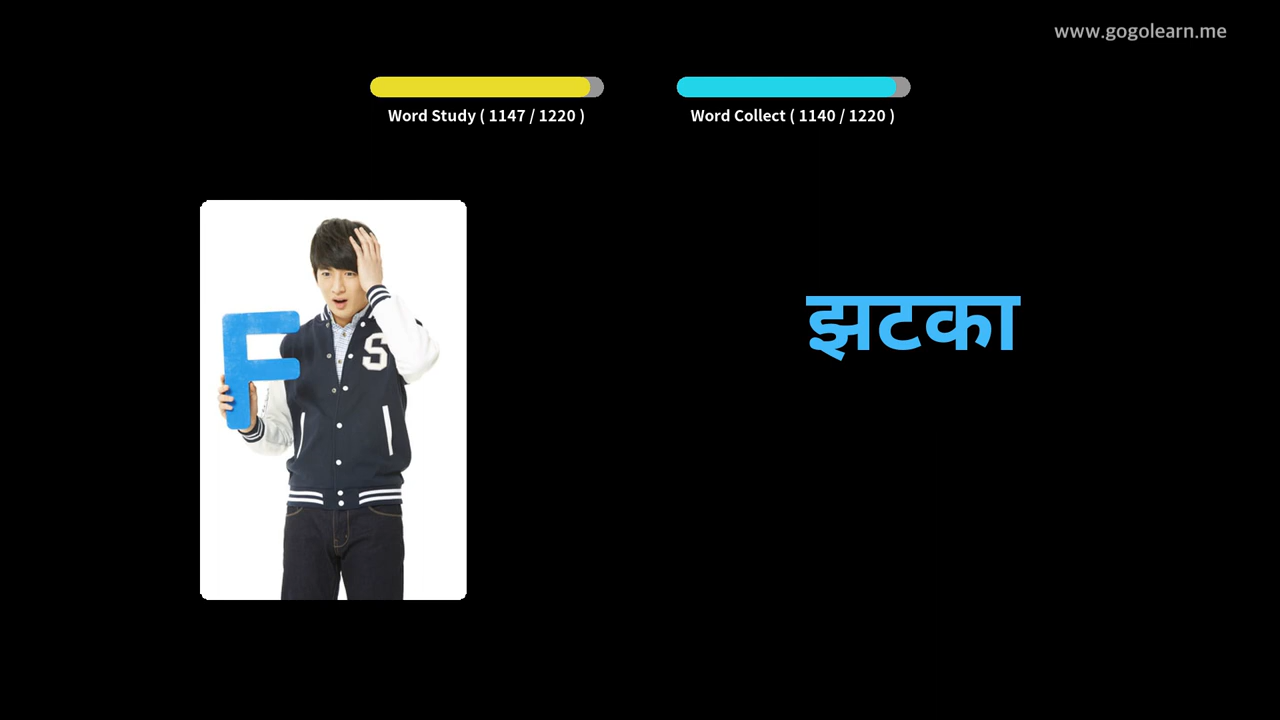 www.gogolearn.me
Word Study ( 1147 / 1220 )
Word Collect ( 1140 / 1220 )
F
S
झटका